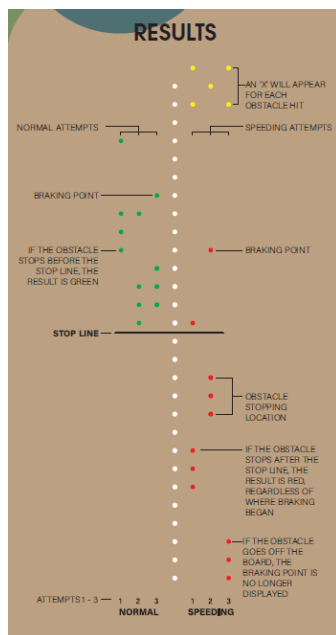 RESULTS
AN 'X' WILL APPEAR
FOR EACH
OBSTACLE HIT
NORMAL ATTEMPTS
SPEEDING ATTEMPTS
BRAKING POINT
IF THE OBSTACLE
STOPS BEFORE THE
STOP LINE, THE
RESULT IS GREEN
BRAKING POINT
STOP LINE
OBSTACLE
STOPPING
LOCATION
IF THE OBSTACLE
STOPS AFTER THE
STOP LINE, THE
RESULT IS RED,
REGARDLESS OF
WHERE BRAKING
BEGAN
IF THE OBSTACLE
GOES OFF THE
BOARD, THE
BRAKING POINT IS
NO LONGER
DISPLAYED
ATTEMPTS 1 - 3 1 2 3 1 2 3
NORMAL SPEEDING